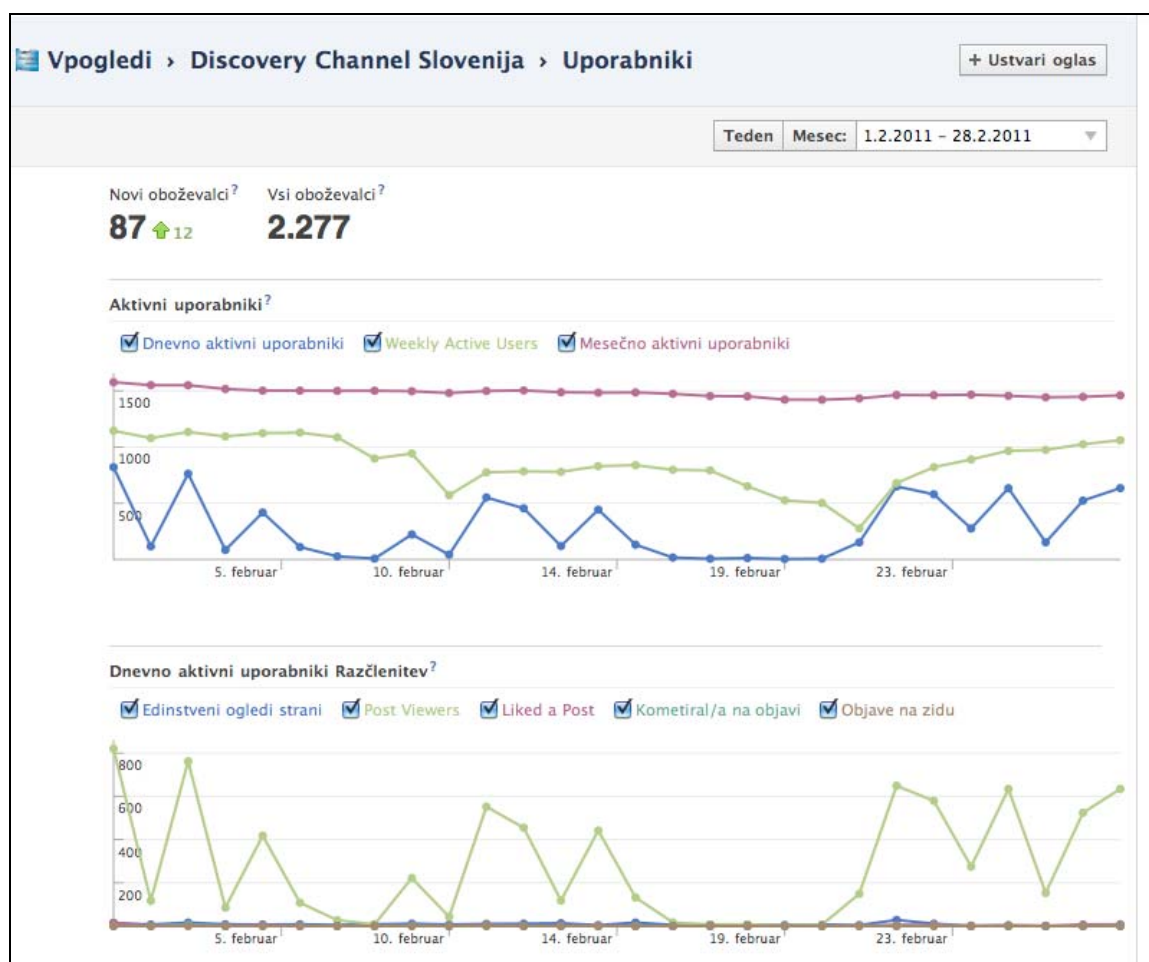 Vpogledi › Discovery Channel Slovenija › Uporabniki
+ Ustvari oglas
Teden Mesec: 1.2.2011 – 28.2.2011
Novi oboževalci? Vsi oboževalci?
87 12 2.277
Aktivni uporabniki?
Dnevno aktivni uporabniki Weekly Active Users Mesečno aktivni uporabniki
1500
1000
500
5. februar 10. februar 14. februar 19. februar 23. februar
Dnevno aktivni uporabniki Razčlenitev?
Edinstveni ogledi strani Post Viewers Liked a Post Kometiral/a na objavi Objave na zidu
800
600
400
200
5. februar 10. februar 14. februar 19. februar 23. februar